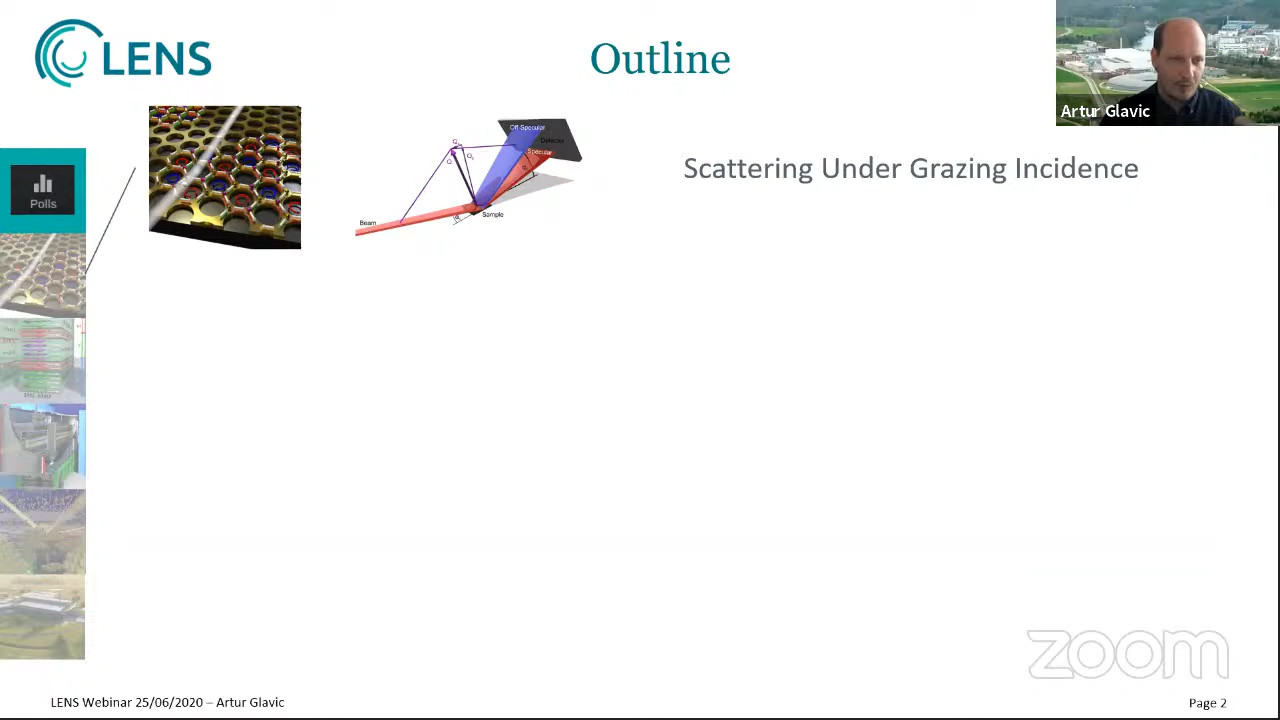 LENS
Outline
Artur Glavic
Off Specular
Detector
Specular
Scattering Under Grazing Incidence
Polls
Beam
Sample
zoom
LENS Webinar 25/06/2020 – Artur Glavic
Page 2